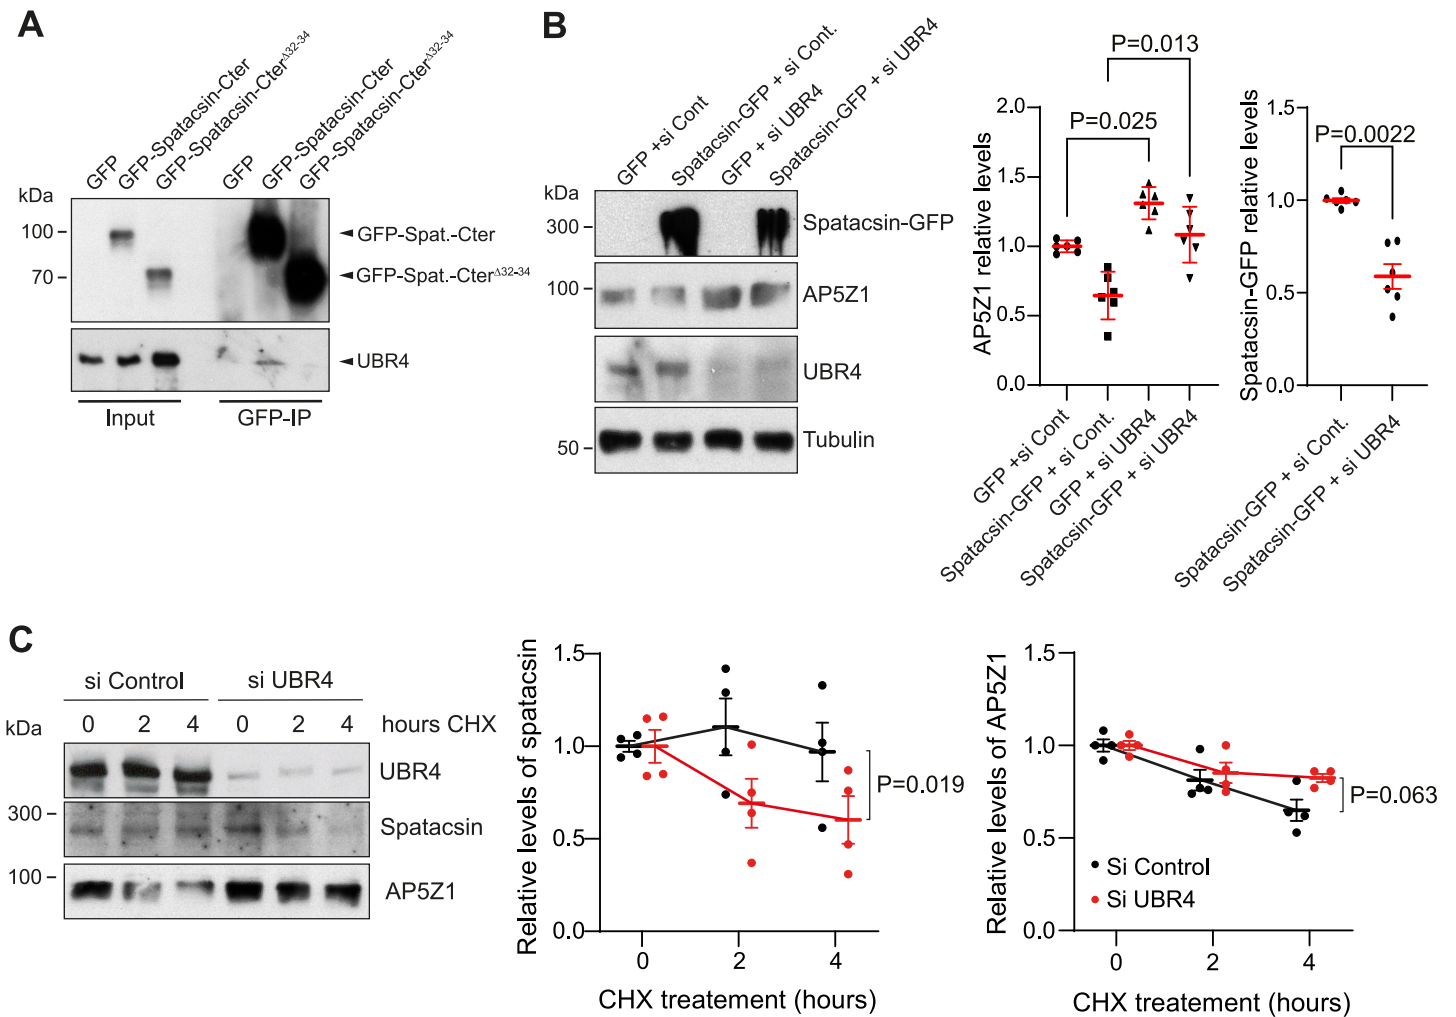 A
GFP
GFP-Spatacsin-Cter
GFP-Spatacsin-Cter^Δ32-34
GFP
GFP-Spatacsin-Cter
GFP-Spatacsin-Cter^Δ32-34
kDa
100
70
GFP-Spat.-Cter
GFP-Spat.-Cter^Δ32-34
UBR4
Input
GFP-IP
B
GFP +si Cont
Spatacsin-GFP + si Cont.
GFP + si UBR4
Spatacsin-GFP + si UBR4
kDa
300
Spatacsin-GFP
100
AP5Z1
UBR4
50
Tubulin
AP5Z1 relative levels
2.0
1.5
1.0
0.5
0.0
P=0.013
P=0.025
GFP +si Cont
Spatacsin-GFP + si Cont.
GFP + si UBR4
Spatacsin-GFP + si UBR4
Spatacsin-GFP relative levels
1.5
1.0
0.5
0.0
P=0.0022
Spatacsin-GFP + si Cont.
Spatacsin-GFP + si UBR4
C
si Control
si UBR4
kDa
0 2 4 0 2 4 hours CHX
UBR4
300
Spatacsin
100
AP5Z1
Relative levels of spatacsin
1.5
1.0
0.5
0.0
P=0.019
0 2 4
CHX treatement (hours)
Relative levels of AP5Z1
1.5
1.0
0.5
0.0
P=0.063
Si Control
Si UBR4
0 2 4
CHX treatement (hours)